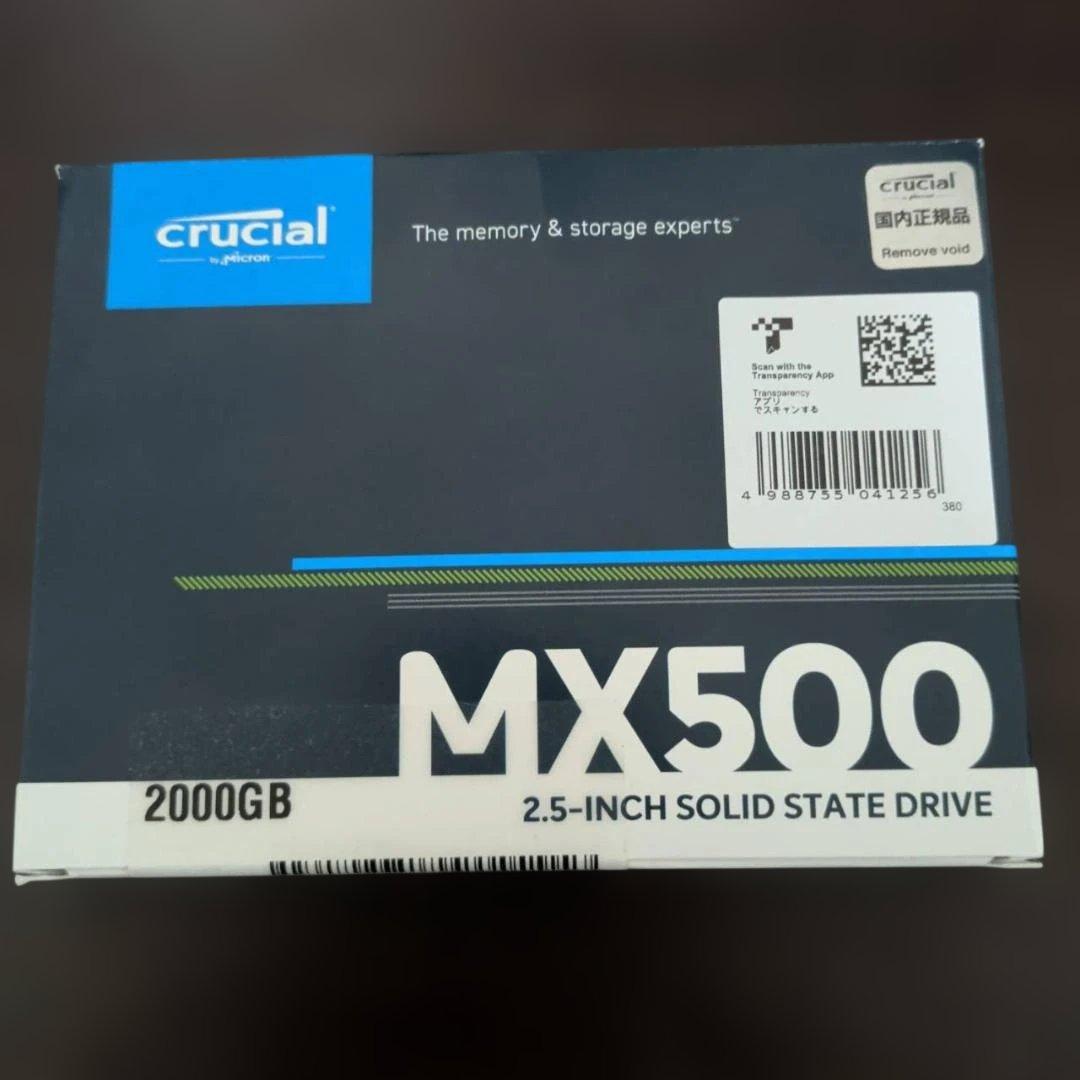 crucial
by Micron
The memory & storage experts™
crucial
by Micron
国内正規品
Remove void
Scan with the
Transparency App
Transparency
アプリ
でスキャンする
4 988755 041256
380
MX500
2000GB
2.5-INCH SOLID STATE DRIVE